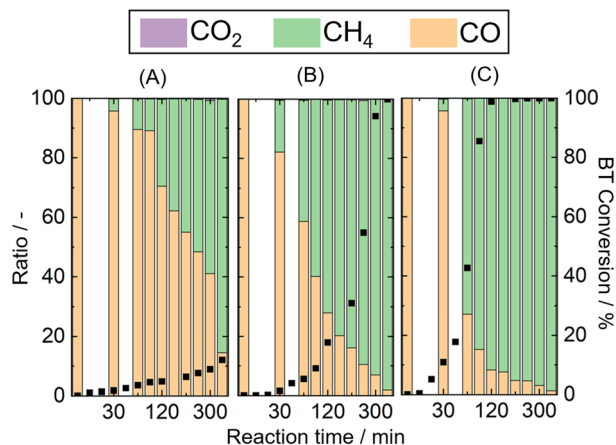 CO₂ CH₄ CO
(A) (B) (C)
100 100
80 80
60 60
40 40
20 20
0 0
Ratio / -
BT Conversion / %
30 120 300 30 120 300 30 120 300
Reaction time / min